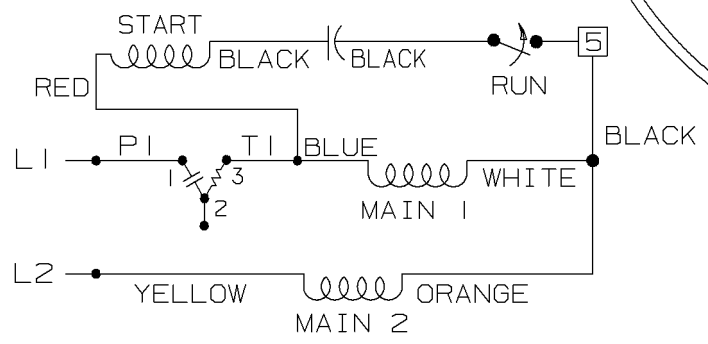 START
5
BLACK
BLACK
RED
RUN
BLACK
L1 P1 T1 BLUE
1 3
WHITE
2
MAIN 1
L2
YELLOW ORANGE
MAIN 2